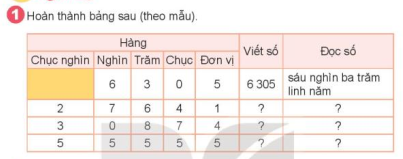 1 Hoàn thành bảng sau (theo mẫu).
Hàng Viết số Đọc số
Chục nghìn Nghìn Trăm Chục Đơn vị
6 3 0 5 6 305 sáu nghìn ba trăm linh năm
2 7 6 4 1 ? ?
3 0 8 7 4 ? ?
5 5 5 5 5 ? ?